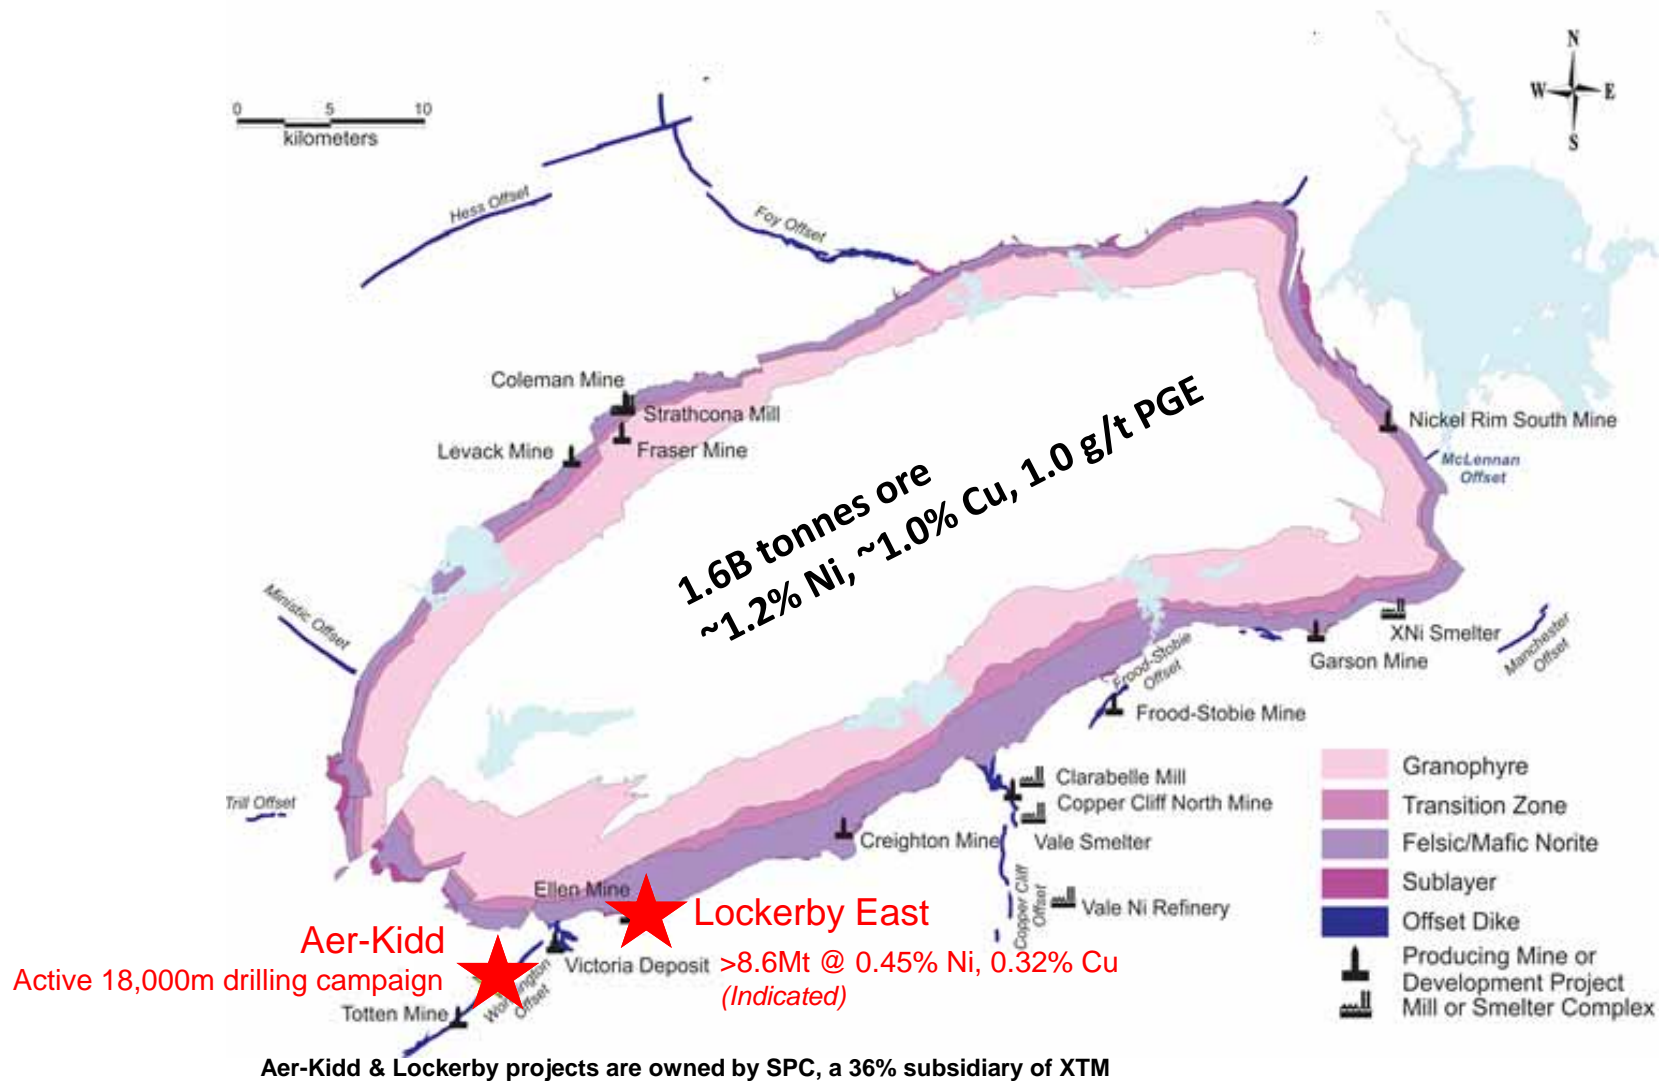 N
W E
S
0 5 10
kilometers
Hess Offset
Foy Offset
Coleman Mine
Strathcona Mill
Levack Mine
Fraser Mine
Nickel Rim South Mine
McLennan
Offset
1.6B tonnes ore
~1.2% Ni, ~1.0% Cu, 1.0 g/t PGE
Ministic Offset
XNi Smelter
Garson Mine
Manchester
Offset
Frood-Stobie
Offset
Frood-Stobie Mine
Trill Offset
Clarabelle Mill
Copper Cliff North Mine
Creighton Mine
Vale Smelter
Copper Cliff
Offset
Vale Ni Refinery
Ellen Mine
Lockerby East
>8.6Mt @ 0.45% Ni, 0.32% Cu
(Indicated)
Aer-Kidd
Active 18,000m drilling campaign
Victoria Deposit
Offset
Totten Mine
Granophyre
Transition Zone
Felsic/Mafic Norite
Sublayer
Offset Dike
Producing Mine or
Development Project
Mill or Smelter Complex
Aer-Kidd & Lockerby projects are owned by SPC, a 36% subsidiary of XTM